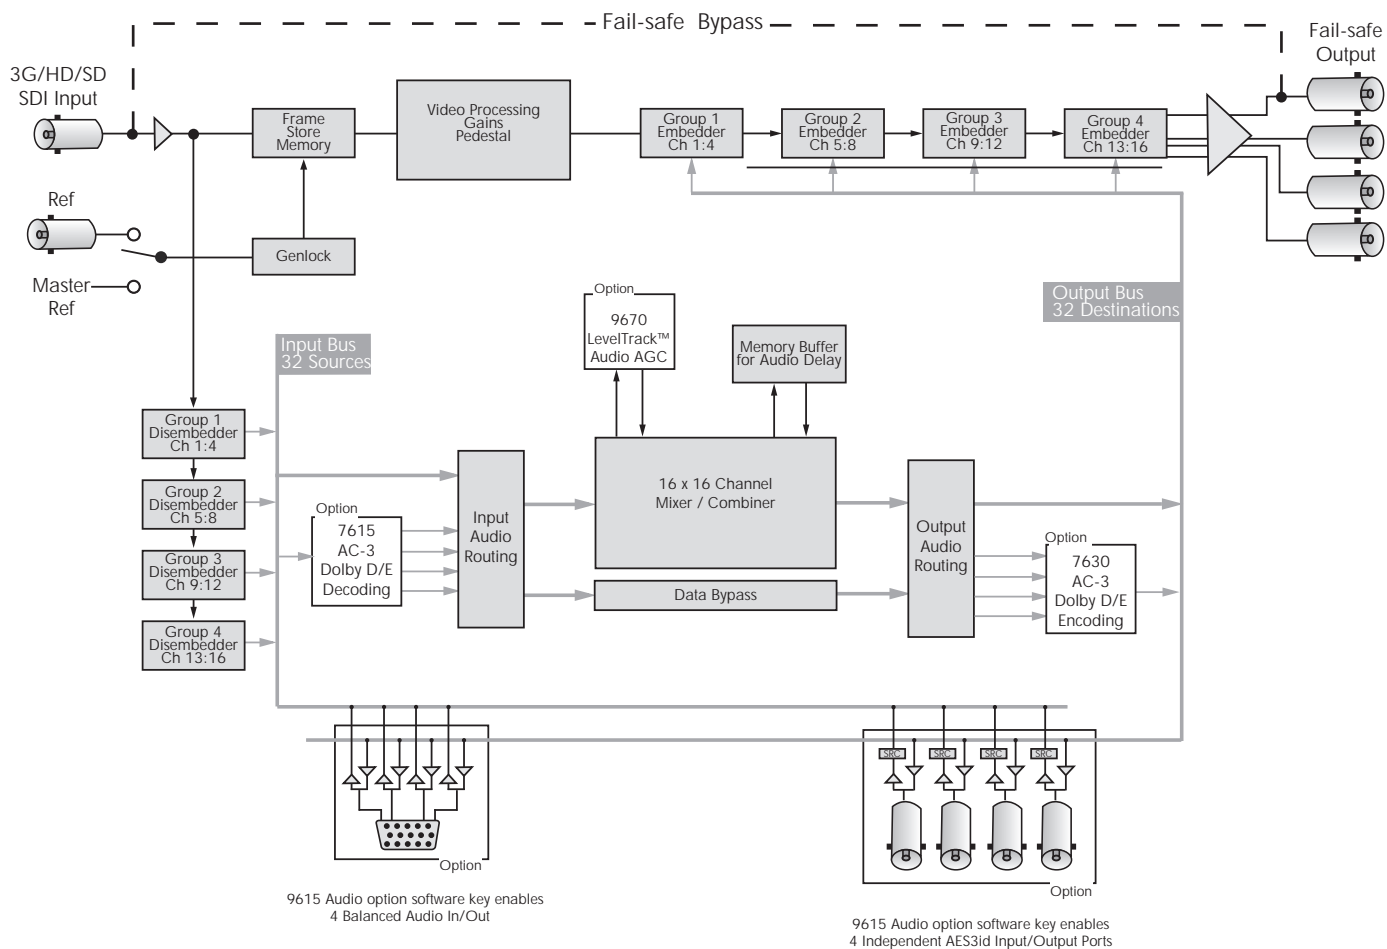 Fail-safe Bypass
Fail-safe
Output
3G/HD/SD
SDI Input
Frame
Store
Memory
Video Processing
Gains
Pedestal
Group 1
Embedder
Ch 1:4
Group 2
Embedder
Ch 5:8
Group 3
Embedder
Ch 9:12
Group 4
Embedder
Ch 13:16
Ref
Genlock
Master
Ref
Output Bus
32 Destinations
Input Bus
32 Sources
Option
9670
LevelTrack™
Audio AGC
Memory Buffer
for Audio Delay
Group 1
Disembedder
Ch 1:4
Group 2
Disembedder
Ch 5:8
Group 3
Disembedder
Ch 9:12
Group 4
Disembedder
Ch 13:16
Option
7615
AC-3
Dolby D/E
Decoding
Input
Audio
Routing
16 x 16 Channel
Mixer / Combiner
Data Bypass
Output
Audio
Routing
Option
7630
AC-3
Dolby D/E
Encoding
SRC
SRC
SRC
SRC
Option
9615 Audio option software key enables
4 Balanced Audio In/Out
Option
9615 Audio option software key enables
4 Independent AES3id Input/Output Ports